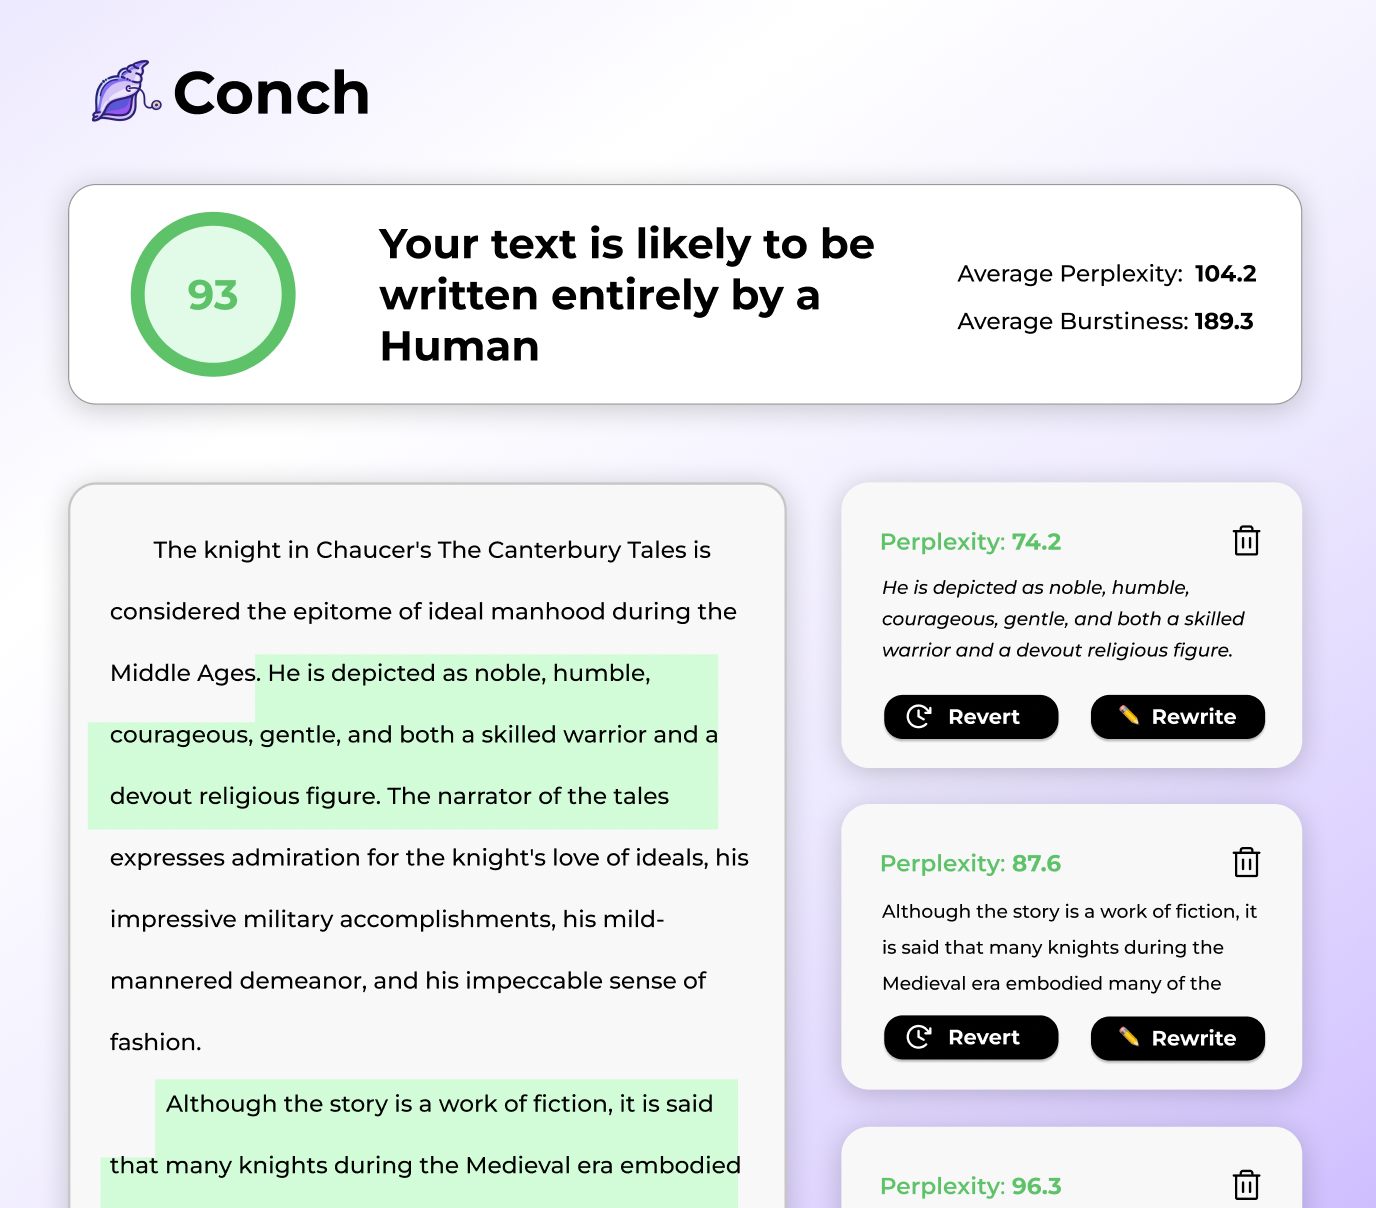 Conch
93
Your text is likely to be
written entirely by a
Human
Average Perplexity: 104.2
Average Burstiness: 189.3
The knight in Chaucer's The Canterbury Tales is
considered the epitome of ideal manhood during the
Middle Ages. He is depicted as noble, humble,
courageous, gentle, and both a skilled warrior and a
devout religious figure. The narrator of the tales
expresses admiration for the knight's love of ideals, his
impressive military accomplishments, his mild-
mannered demeanor, and his impeccable sense of
fashion.
Although the story is a work of fiction, it is said
that many knights during the Medieval era embodied
Perplexity: 74.2
He is depicted as noble, humble,
courageous, gentle, and both a skilled
warrior and a devout religious figure.
Revert
Rewrite
Perplexity: 87.6
Although the story is a work of fiction, it
is said that many knights during the
Medieval era embodied many of the
Revert
Rewrite
Perplexity: 96.3